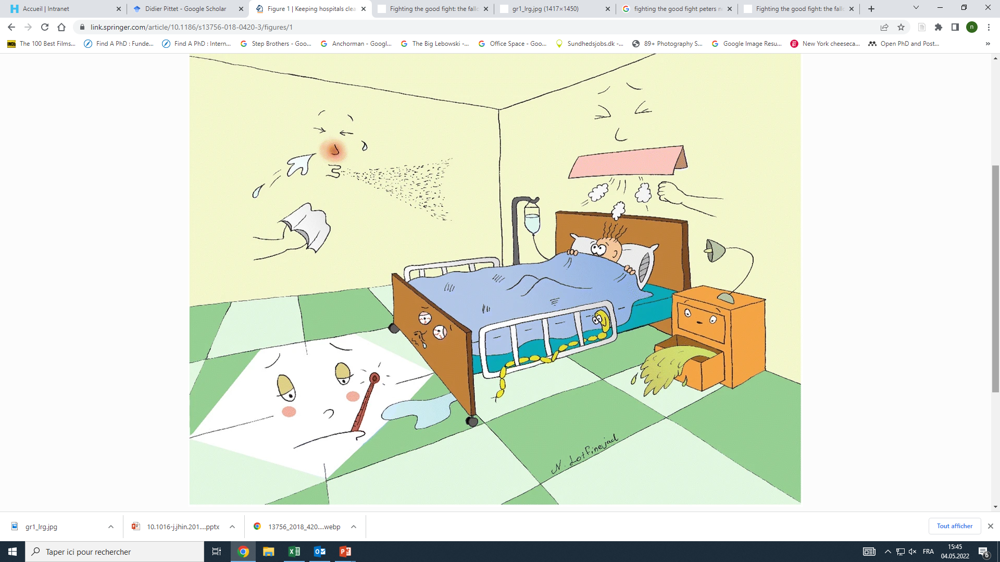 Accueil | Intranet
Didier Pittet - Google Scholar
Figure 1 | Keeping hospitals clea
Fighting the good fight: the fallo
gr1_lrg.jpg (1417×1450)
fighting the good fight peters n
Fighting the good fight: the fallo
link.springer.com/article/10.1186/s13756-018-0420-3/figures/1
n
IMDb The 100 Best Films...
Find A PhD : Funde...
Find A PhD : Intern...
Step Brothers - Goo...
Anchorman - Googl...
The Big Lebowski -...
Office Space - Goo...
Sundhedsjobs.dk -...
89+ Photography S...
Google Image Resu...
New York cheeseca...
Open PhD and Post...
»
N. Lotfinejad
gr1_lrg.jpg
10.1016-j.jhin.201....pptx
13756_2018_420....webp
Tout afficher
Taper ici pour rechercher
FRA
15:45
04.05.2022
6